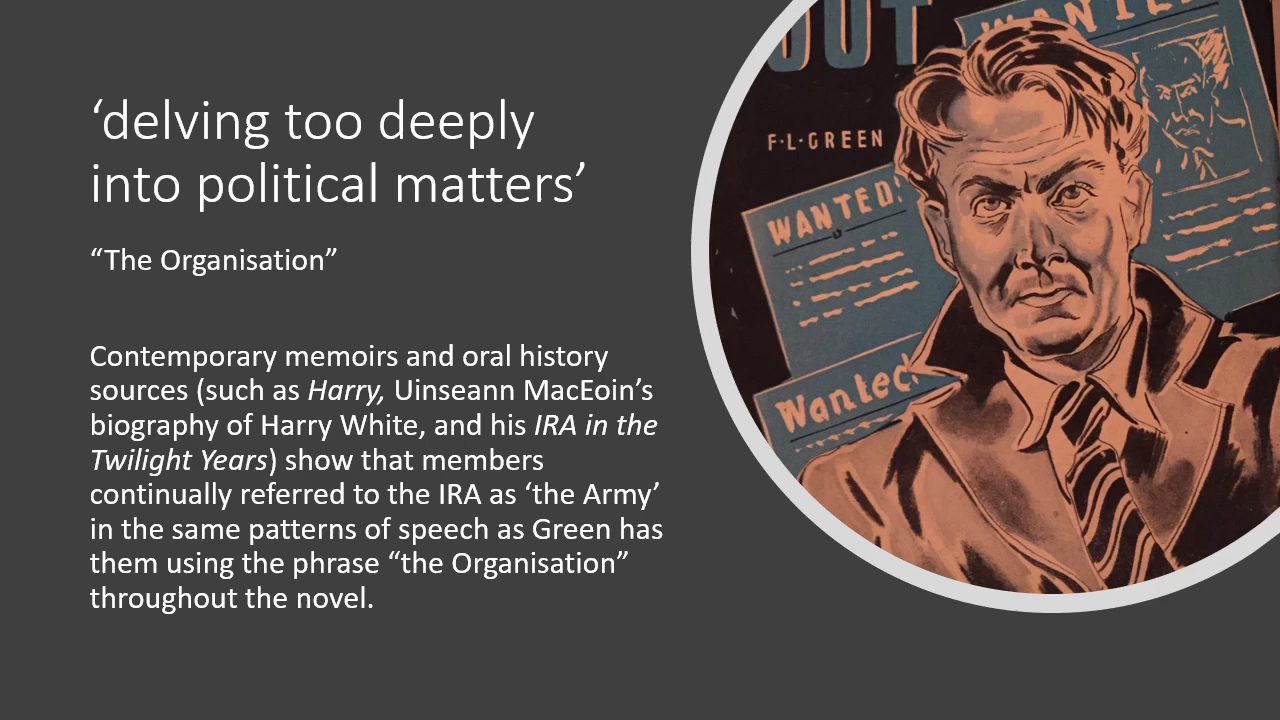 ‘delving too deeply
into political matters’
“The Organisation”
Contemporary memoirs and oral history
sources (such as Harry, Uinseann MacEoin’s
biography of Harry White, and his IRA in the
Twilight Years) show that members
continually referred to the IRA as ‘the Army’
in the same patterns of speech as Green has
them using the phrase “the Organisation”
throughout the novel.
OUT
WANTED
F·L·GREEN
WANTED!
Wanted